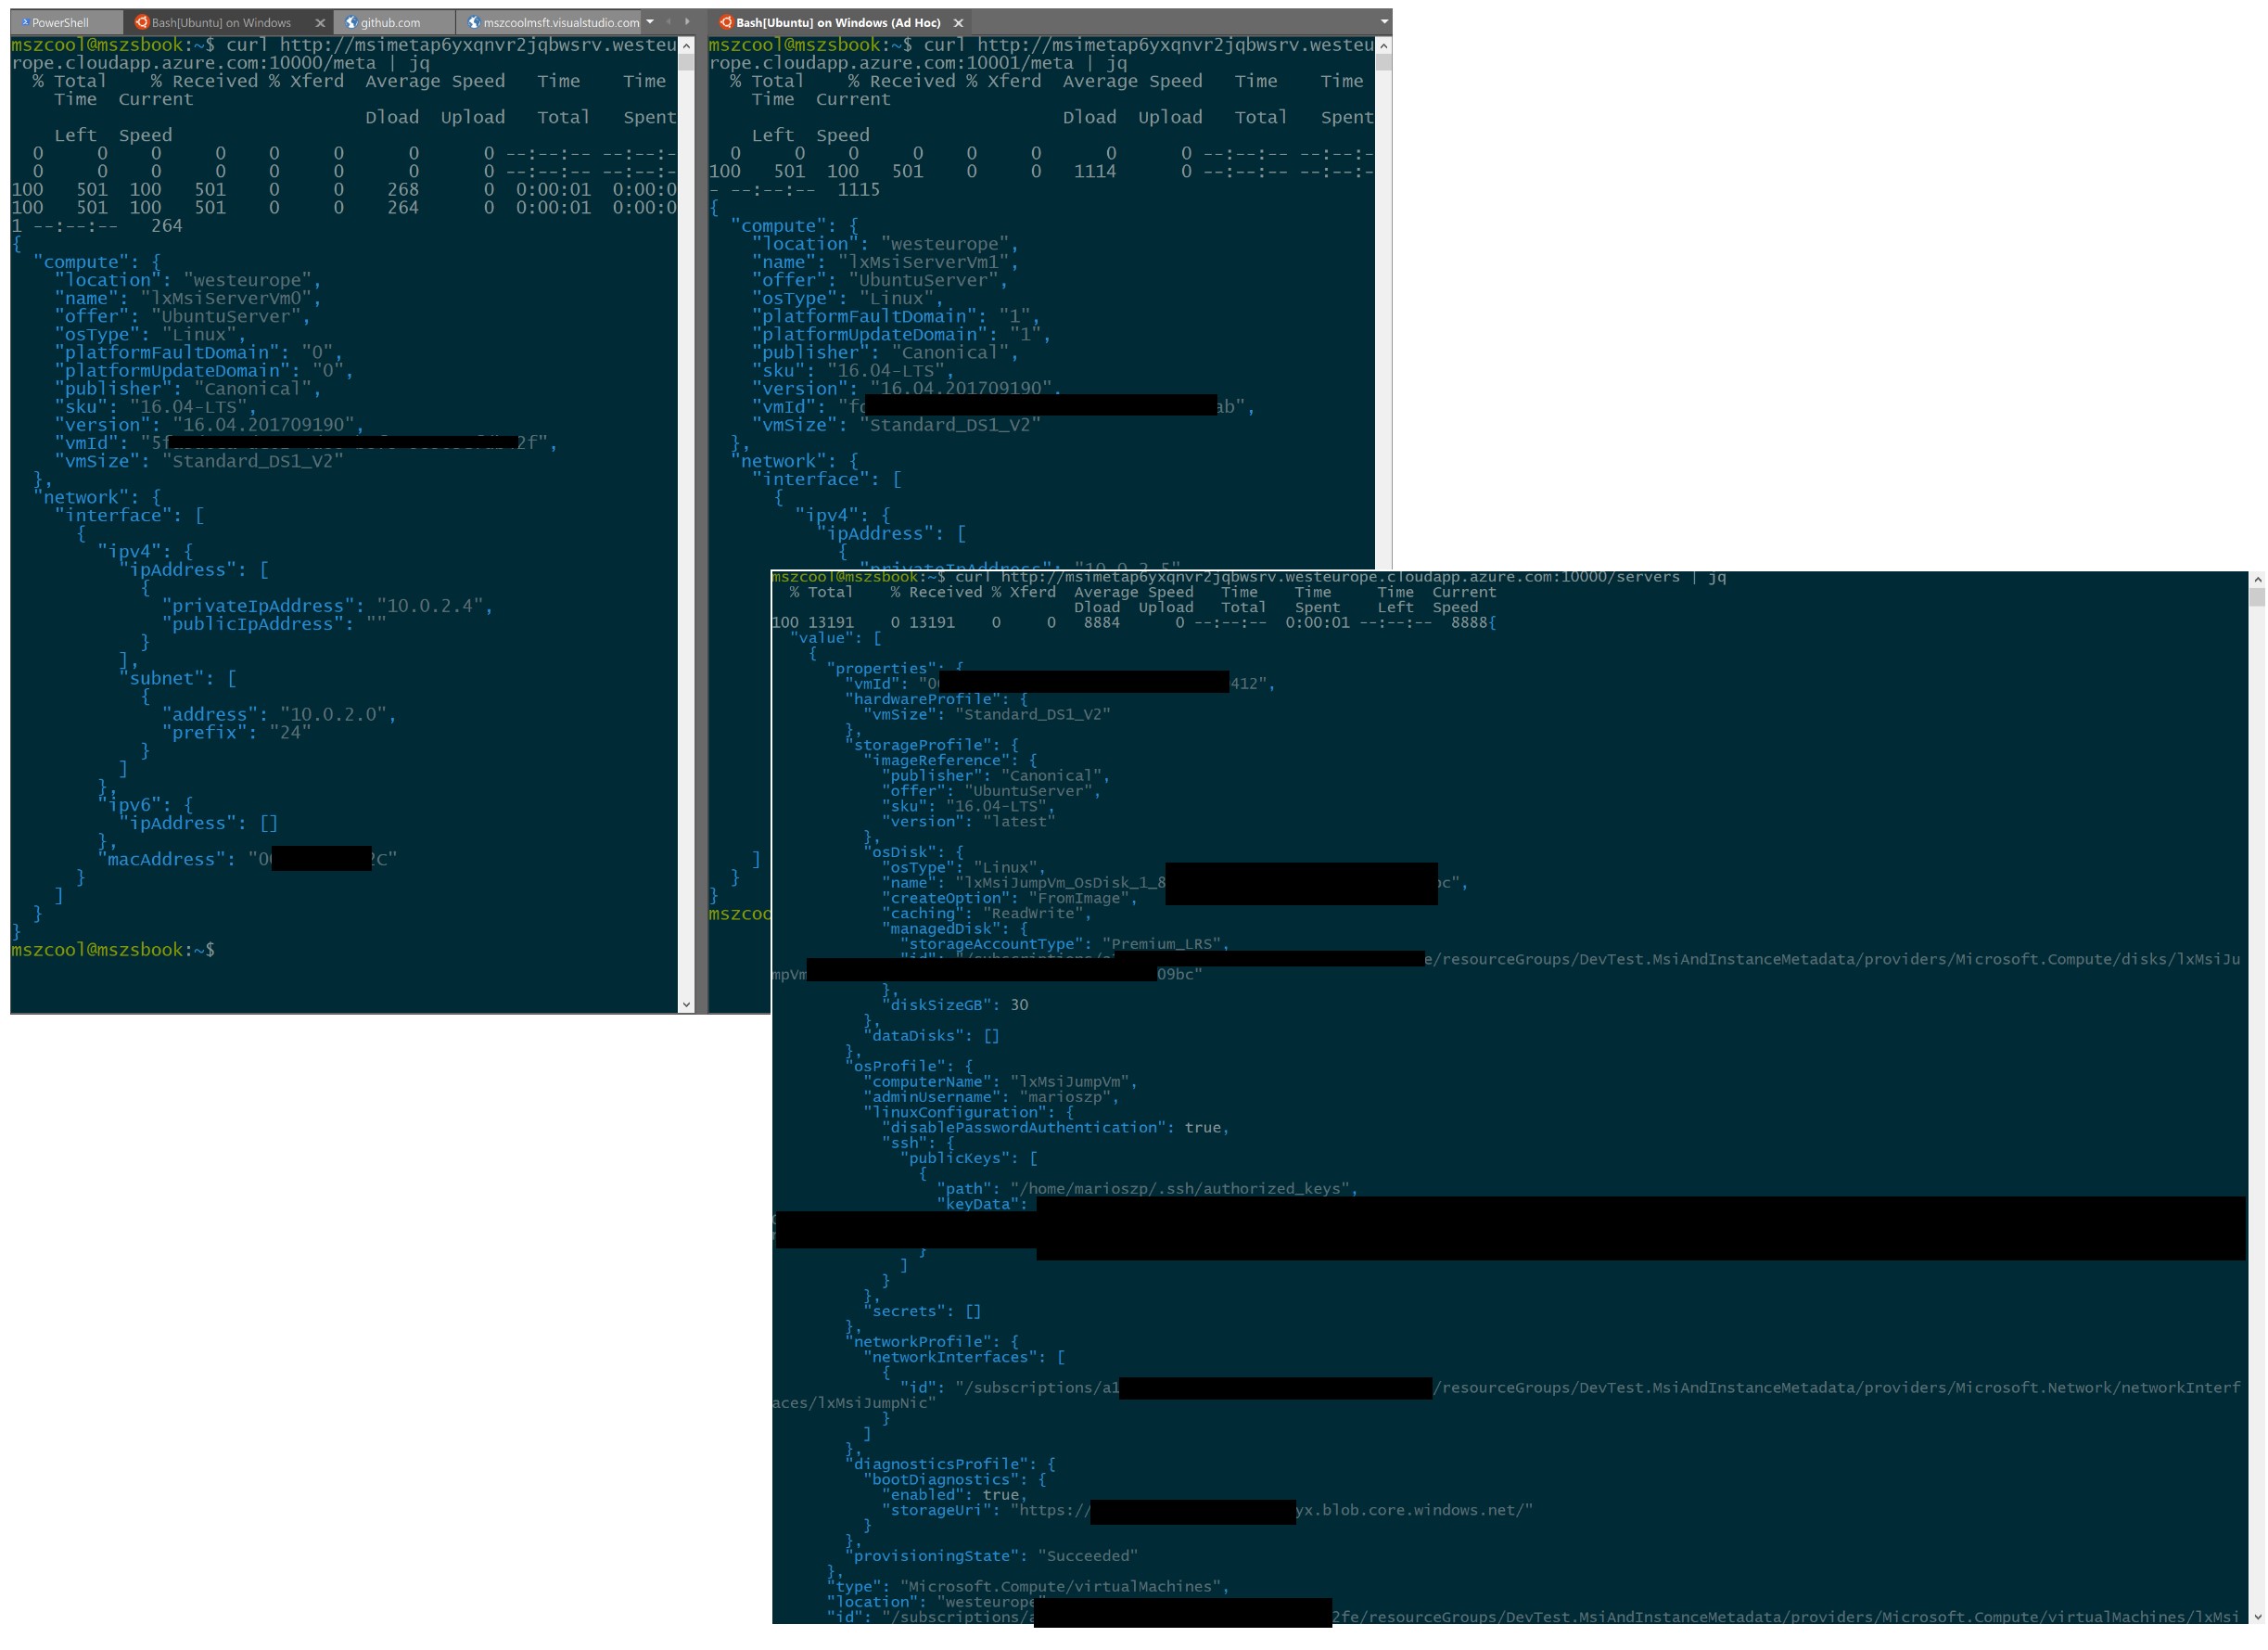 PowerShell
Bash[Ubuntu] on Windows
github.com
mszcoolmsft.visualstudio.com
mszcool@mszsbook:~$ curl http://msimetap6yxqnvr2jqbwsrv.westeu
rope.cloudapp.azure.com:10000/meta | jq
% Total % Received % Xferd Average Speed Time Time
Time Current
Dload Upload Total Spent
Left Speed
0 0 0 0 0 0 0 0 --:--:-- --:--:-
0 0 0 0 0 0 0 0 --:--:-- --:--:-
100 501 100 501 0 0 268 0 0:00:01 0:00:0
100 501 100 501 0 0 264 0 0:00:01 0:00:0
1 --:--:-- 264
{
"compute": {
"location": "westeurope",
"name": "lxMsiServerVm0",
"offer": "UbuntuServer",
"osType": "Linux",
"platformFaultDomain": "0",
"platformUpdateDomain": "0",
"publisher": "Canonical",
"sku": "16.04-LTS",
"version": "16.04.201709190",
"vmId": "5f 2f",
"vmSize": "Standard_DS1_V2"
},
"network": {
"interface": [
{
"ipv4": {
"ipAddress": [
{
"privateIpAddress": "10.0.2.4",
"publicIpAddress": ""
}
],
"subnet": [
{
"address": "10.0.2.0",
"prefix": "24"
}
]
},
"ipv6": {
"ipAddress": []
},
"macAddress": "0 2C"
}
]
}
}
mszcool@mszsbook:~$
Bash[Ubuntu] on Windows (Ad Hoc)
mszcool@mszsbook:~$ curl http://msimetap6yxqnvr2jqbwsrv.westeu
rope.cloudapp.azure.com:10001/meta | jq
% Total % Received % Xferd Average Speed Time Time
Time Current
Dload Upload Total Spent
Left Speed
0 0 0 0 0 0 0 0 --:--:-- --:--:-
100 501 100 501 0 0 1114 0 --:--:-- --:--:-
- --:--:-- 1115
{
"compute": {
"location": "westeurope",
"name": "lxMsiServerVm1",
"offer": "UbuntuServer",
"osType": "Linux",
"platformFaultDomain": "1",
"platformUpdateDomain": "1",
"publisher": "Canonical",
"sku": "16.04-LTS",
"version": "16.04.201709190",
"vmId": "fd ab",
"vmSize": "Standard_DS1_V2"
},
"network": {
"interface": [
{
"ipv4": {
"ipAddress": [
{
"privateIpAddress": "10.0.2.5"
]
}
}
mszcoo
mszcool@mszsbook:~$ curl http://msimetap6yxqnvr2jqbwsrv.westeurope.cloudapp.azure.com:10000/servers | jq
% Total % Received % Xferd Average Speed Time Time Time Current
Dload Upload Total Spent Left Speed
100 13191 0 13191 0 0 8884 0 --:--:-- 0:00:01 --:--:-- 8888{
"value": [
{
"properties": {
"vmId": "0 412",
"hardwareProfile": {
"vmSize": "Standard_DS1_V2"
},
"storageProfile": {
"imageReference": {
"publisher": "Canonical",
"offer": "UbuntuServer",
"sku": "16.04-LTS",
"version": "latest"
},
"osDisk": {
"osType": "Linux",
"name": "lxMsiJumpVm_OsDisk_1_8 bc",
"createOption": "FromImage",
"caching": "ReadWrite",
"managedDisk": {
"storageAccountType": "Premium_LRS",
"id": "/subscriptions/a e/resourceGroups/DevTest.MsiAndInstanceMetadata/providers/Microsoft.Compute/disks/lxMsiJu
mpVm 09bc"
},
"diskSizeGB": 30
},
"dataDisks": []
},
"osProfile": {
"computerName": "lxMsiJumpVm",
"adminUsername": "marioszp",
"linuxConfiguration": {
"disablePasswordAuthentication": true,
"ssh": {
"publicKeys": [
{
"path": "/home/marioszp/.ssh/authorized_keys",
"keyData":
}
]
}
},
"secrets": []
},
"networkProfile": {
"networkInterfaces": [
{
"id": "/subscriptions/a1 /resourceGroups/DevTest.MsiAndInstanceMetadata/providers/Microsoft.Network/networkInterf
aces/lxMsiJumpNic"
}
]
},
"diagnosticsProfile": {
"bootDiagnostics": {
"enabled": true,
"storageUri": "https:// yx.blob.core.windows.net/"
}
},
"provisioningState": "Succeeded"
},
"type": "Microsoft.Compute/virtualMachines",
"location": "westeurope"
"id": "/subscriptions/a 2fe/resourceGroups/DevTest.MsiAndInstanceMetadata/providers/Microsoft.Compute/virtualMachines/lxMsi